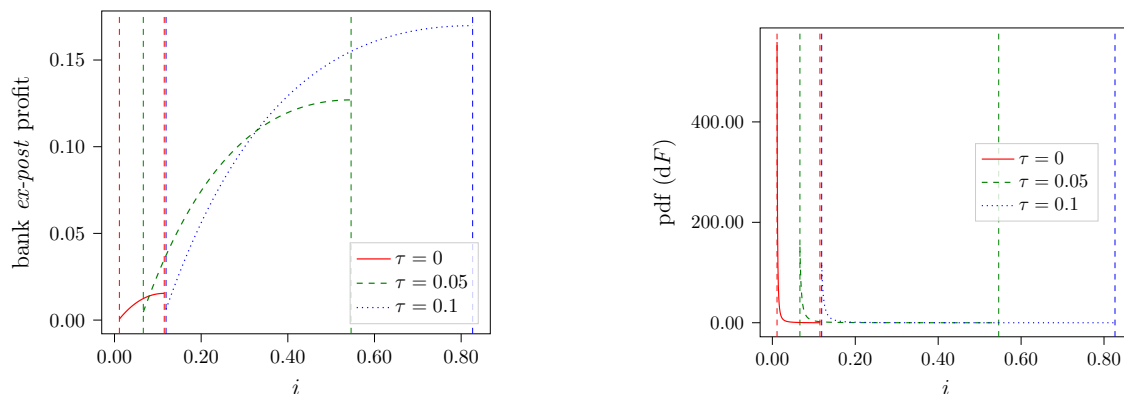 bank ex-post profit
0.15
0.10
0.05
0.00
0.00 0.20 0.40 0.60 0.80
i
τ = 0
τ = 0.05
τ = 0.1
pdf (dF)
400.00
200.00
0.00
0.00 0.20 0.40 0.60 0.80
i
τ = 0
τ = 0.05
τ = 0.1